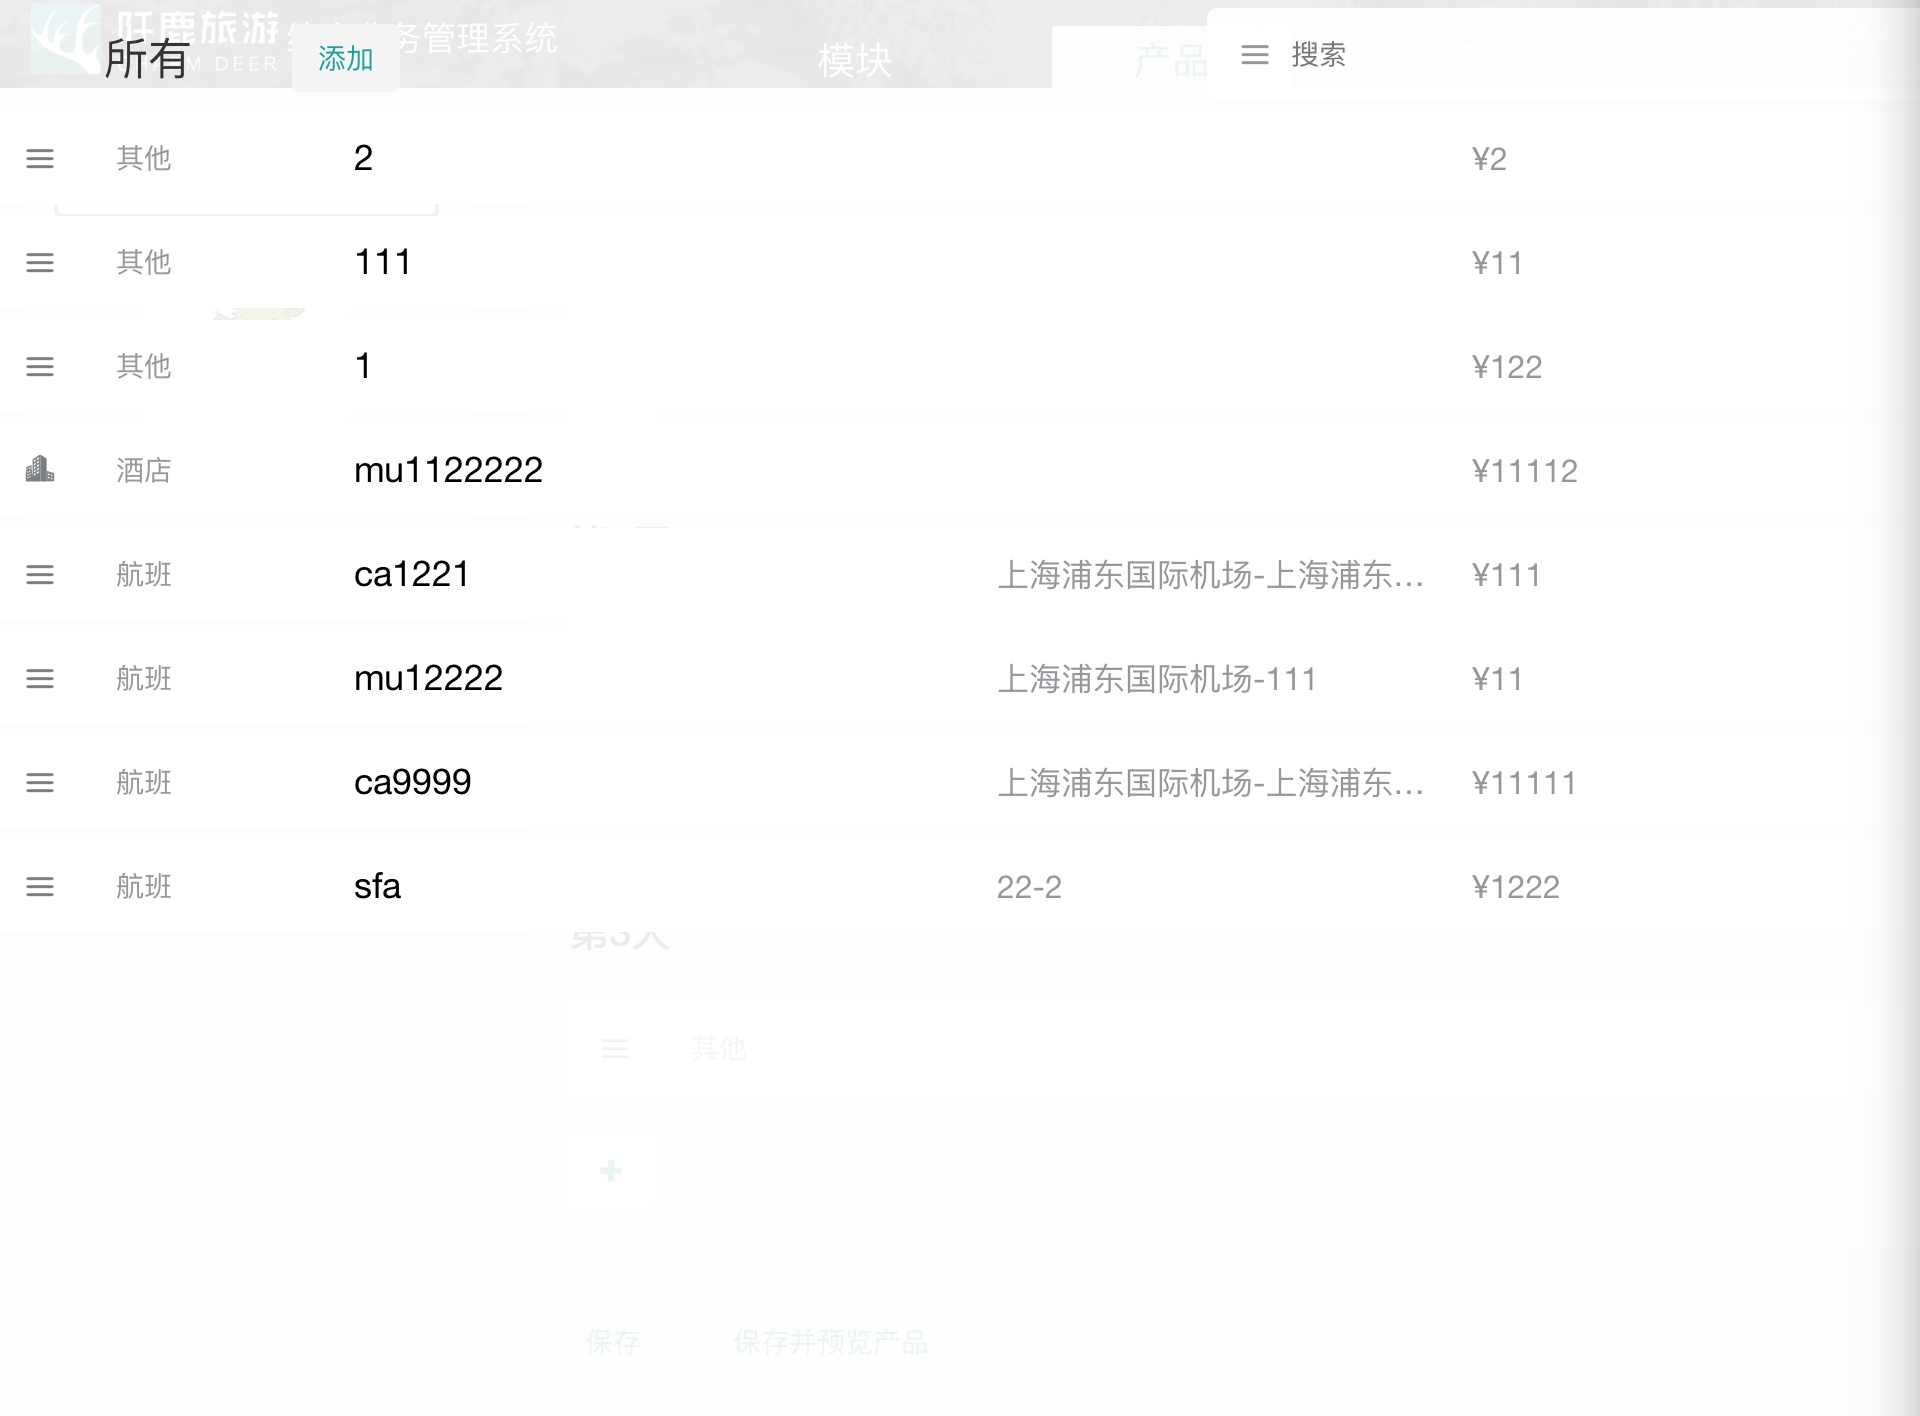 旅游
务管理系统
M DEER
所有
添加
模块
产品
搜索
其他 2 ¥2
其他 111 ¥11
其他 1 ¥122
酒店 mu1122222 ¥11112
航班 ca1221 上海浦东国际机场-上海浦东... ¥111
航班 mu12222 上海浦东国际机场-111 ¥11
航班 ca9999 上海浦东国际机场-上海浦东... ¥11111
航班 sfa 22-2 ¥1222
第3天
其他
保存
保存并预览产品